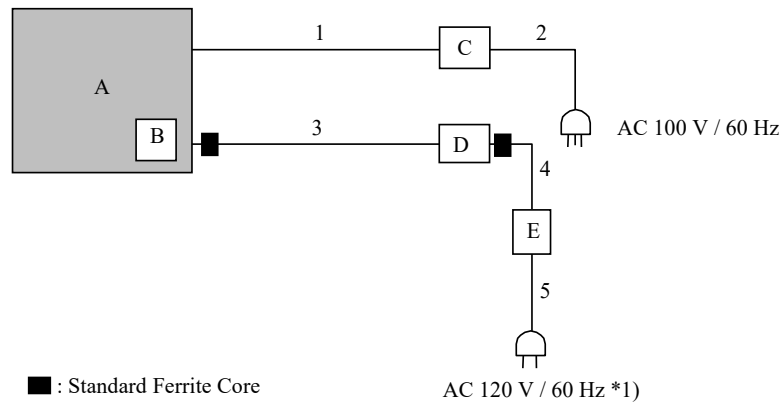 1
C
2
A
AC 100 V / 60 Hz
B
3
D
4
E
5
: Standard Ferrite Core
AC 120 V / 60 Hz *1)